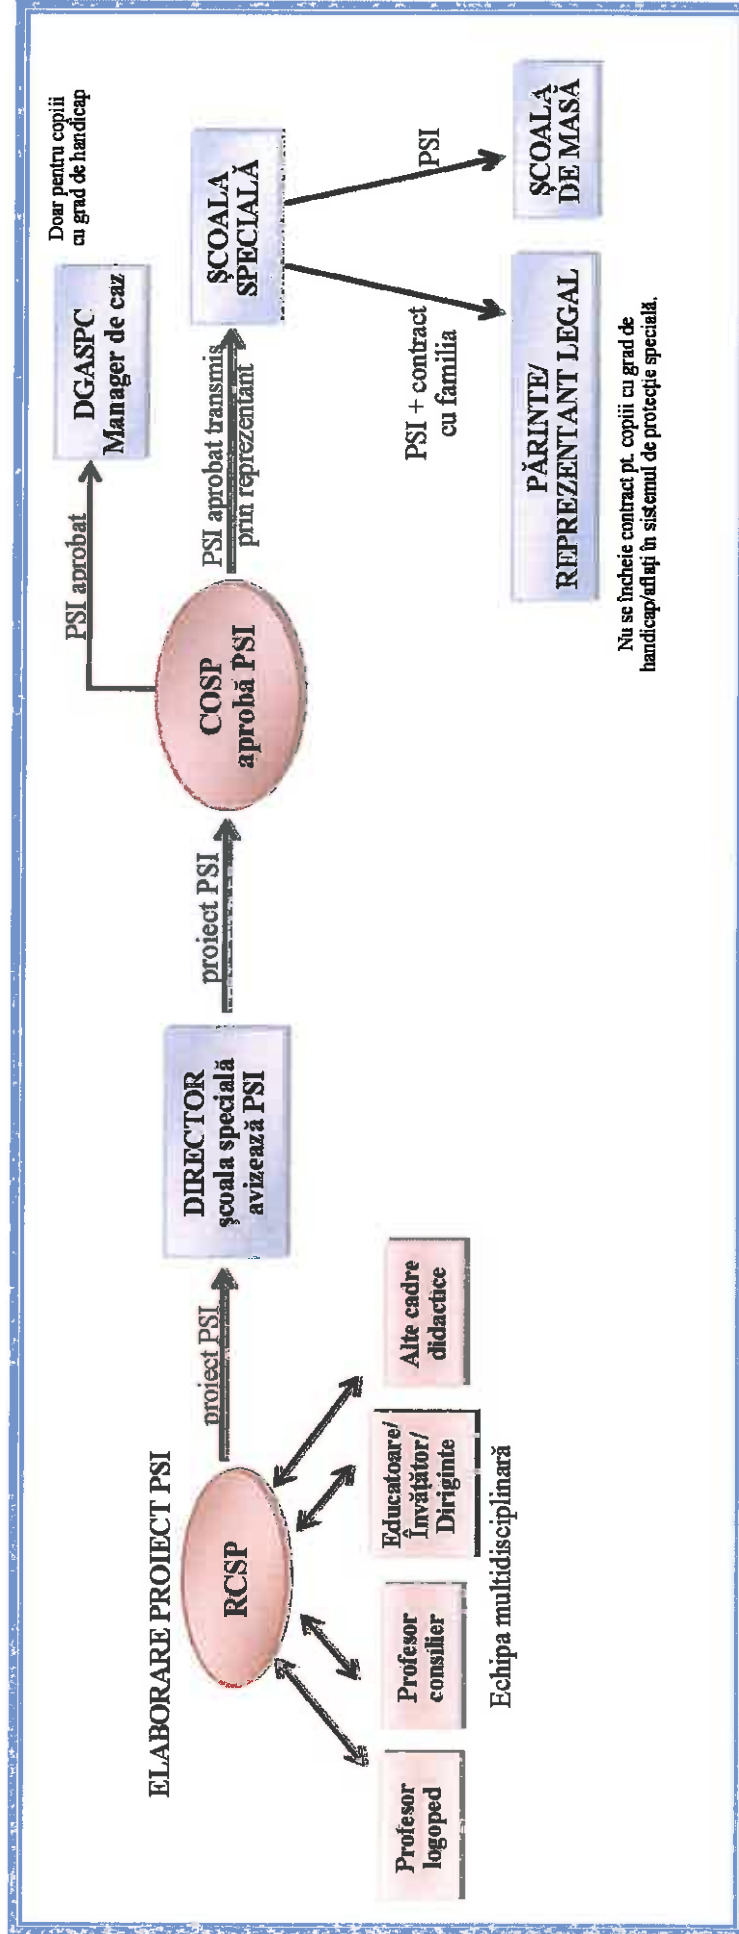 ELABORARE PROIECT PSI
RCSP
Profesor
logoped
Profesor
consilier
Educatoare/
Învățător/
Diriginte
Alte cadre
didactice
Echipa multidisciplinară
proiect PSI
DIRECTOR
școala specială
avizează PSI
proiect PSI
COSP
aprobă PSI
PSI aprobat
DGASPC
Manager de caz
Doar pentru copiii
cu grad de handicap
PSI aprobat transmis
prin reprezentant
ȘCOALA
SPECIALĂ
PSI + contract
cu familia
PSI
PĂRINTE/
REPREZENTANT LEGAL
ȘCOALĂ
DE MASĂ
Nu se încheie contract pt. copiii cu grad de
handicap/aflați în sistemul de protecție specială.